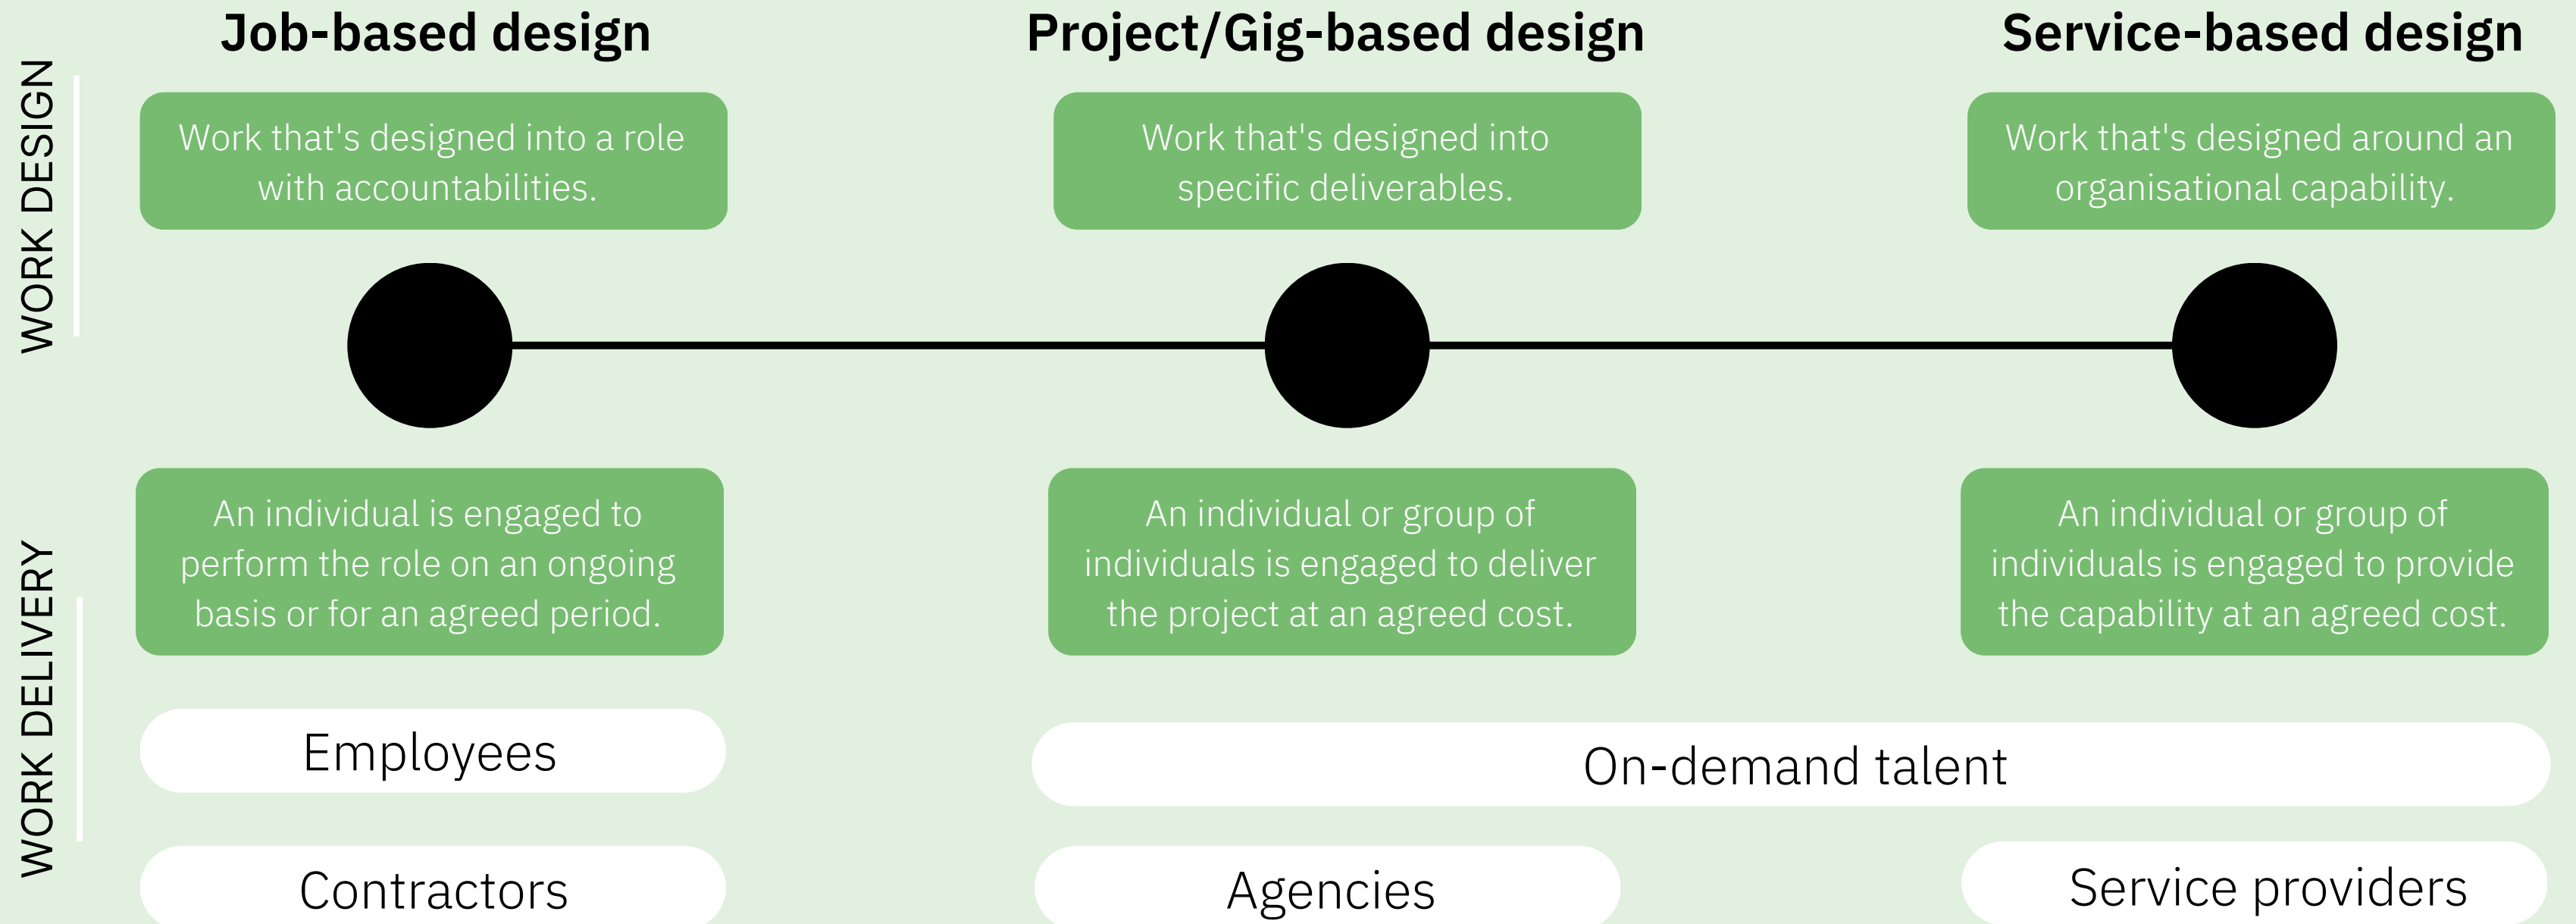 Job-based design
Project/Gig-based design
Service-based design
WORK DESIGN
Work that's designed into a role
with accountabilities.
Work that's designed into
specific deliverables.
Work that's designed around an
organisational capability.
WORK DELIVERY
An individual is engaged to
perform the role on an ongoing
basis or for an agreed period.
An individual or group of
individuals is engaged to deliver
the project at an agreed cost.
An individual or group of
individuals is engaged to provide
the capability at an agreed cost.
Employees
On-demand talent
Contractors
Agencies
Service providers